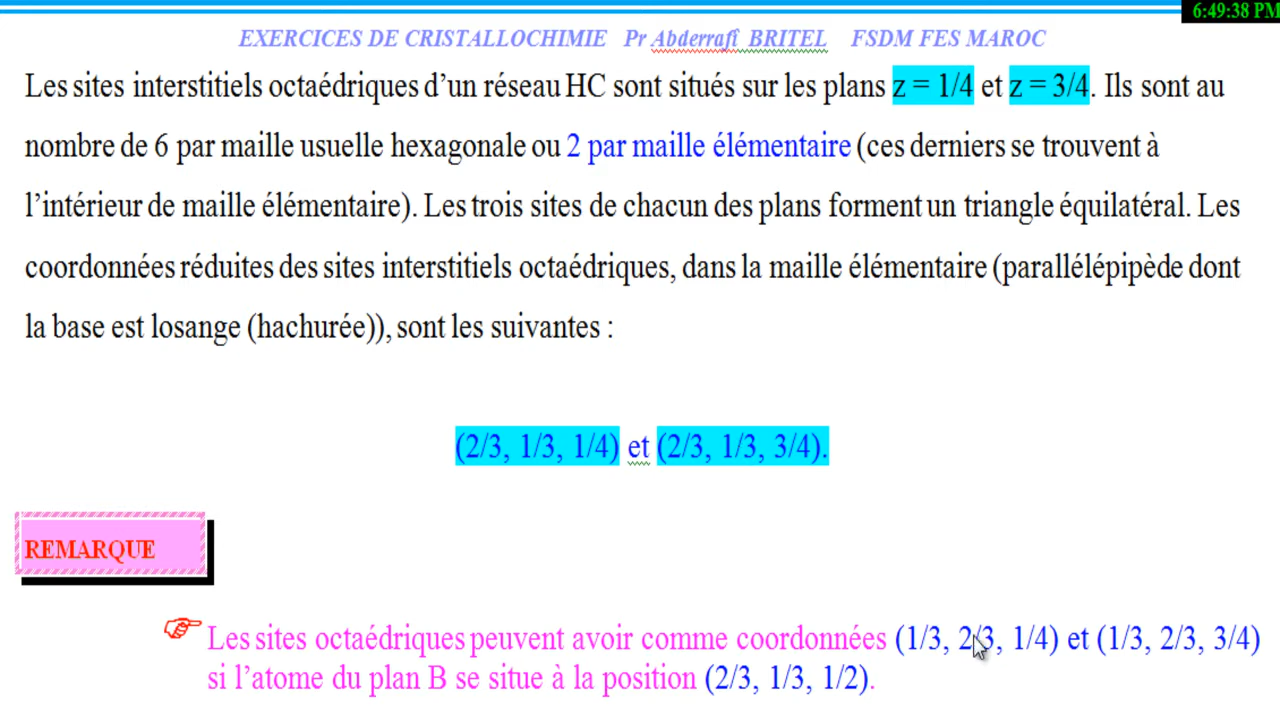 6:49:38 PM
EXERCICES DE CRISTALLOCHIMIE Pr Abderrafi BRITEL FSDM FES MAROC
Les sites interstitiels octaédriques d’un réseau HC sont situés sur les plans z = 1/4 et z = 3/4. Ils sont au
nombre de 6 par maille usuelle hexagonale ou 2 par maille élémentaire (ces derniers se trouvent à
l’intérieur de maille élémentaire). Les trois sites de chacun des plans forment un triangle équilatéral. Les
coordonnées réduites des sites interstitiels octaédriques, dans la maille élémentaire (parallélépipède dont
la base est losange (hachurée)), sont les suivantes :
(2/3, 1/3, 1/4) et (2/3, 1/3, 3/4).
REMARQUE
Les sites octaédriques peuvent avoir comme coordonnées (1/3, 2/3, 1/4) et (1/3, 2/3, 3/4)
si l’atome du plan B se situe à la position (2/3, 1/3, 1/2).